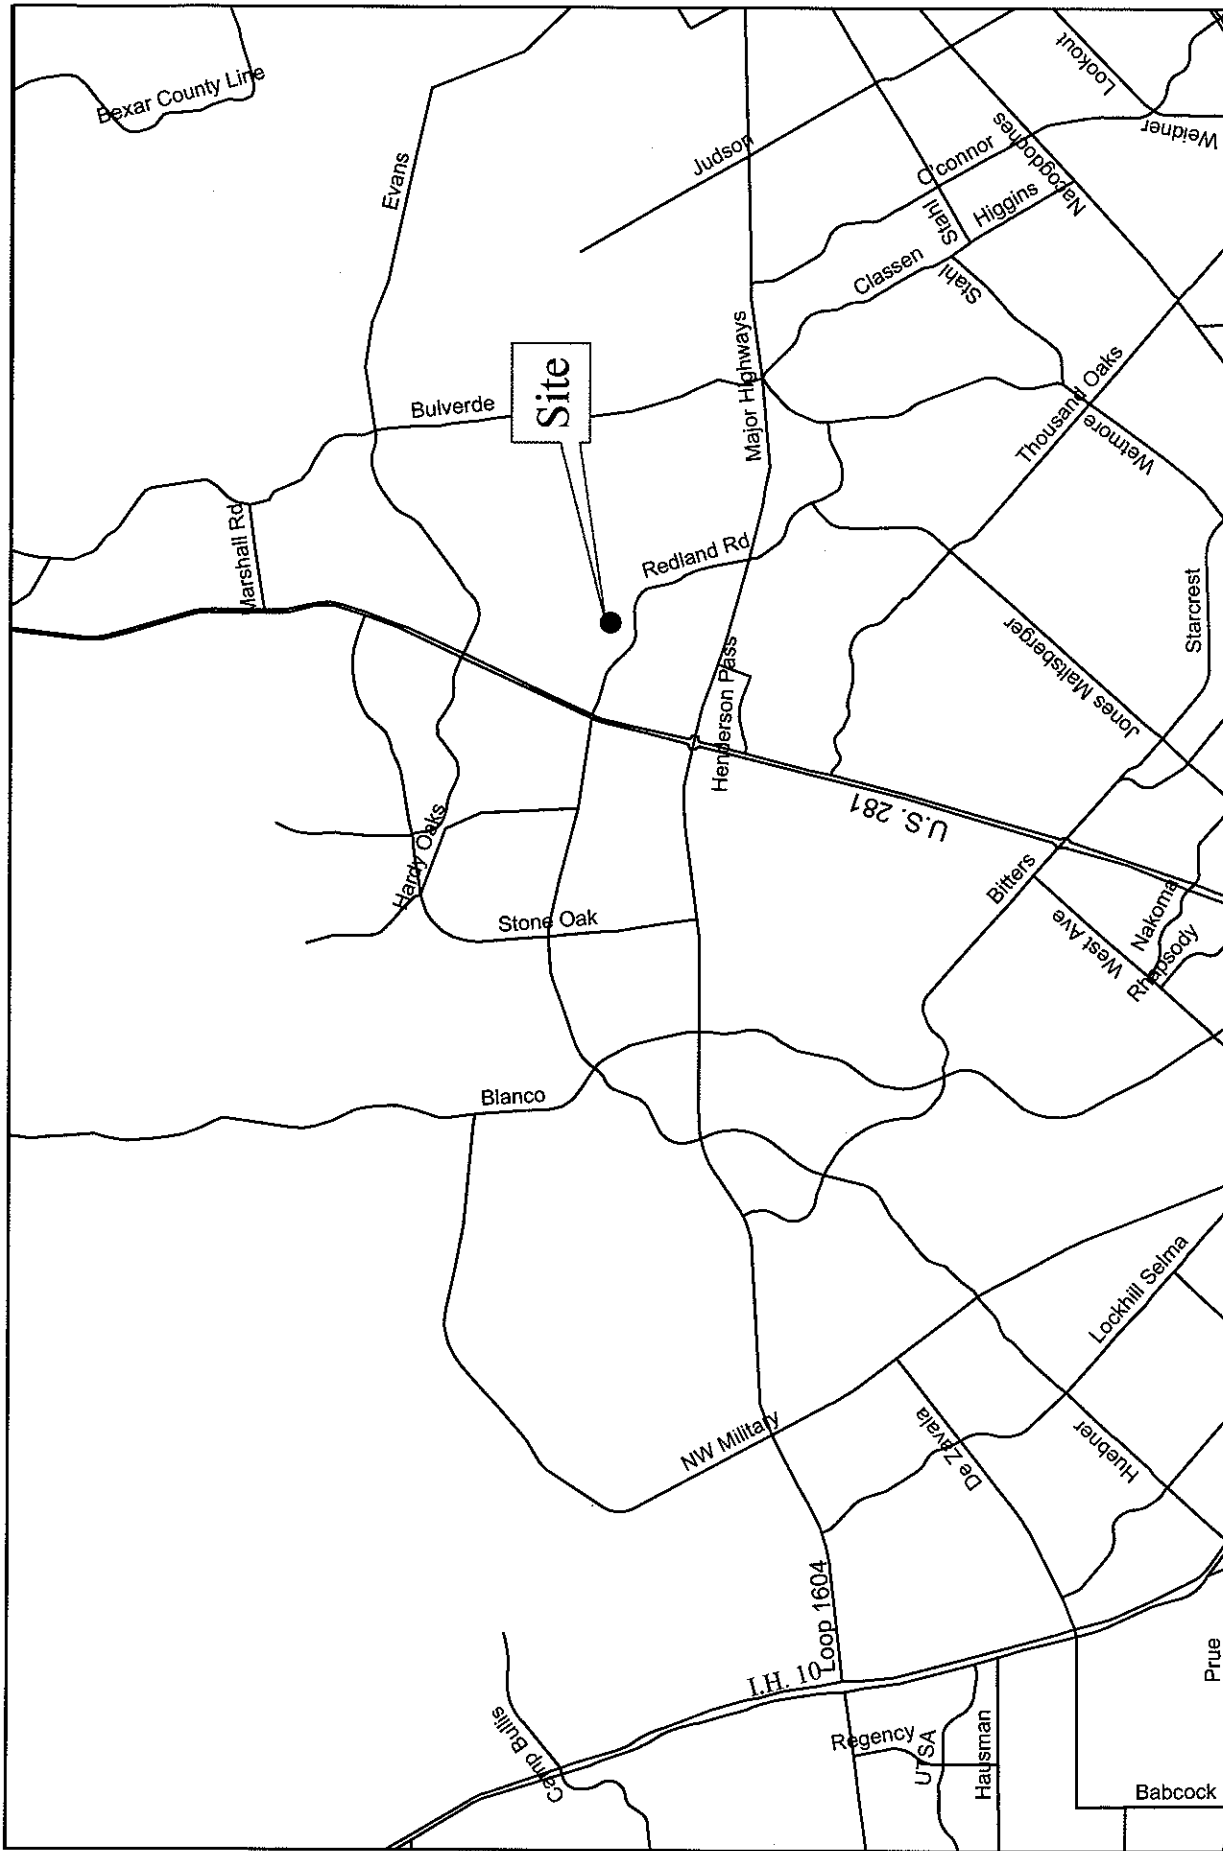 Bexar County Line
Evans
Judson
Lookout
Weidner
O'connor
Nacogdoches
Stahl
Higgins
Classen
Stahl
Site
Bulverde
Major Highways
Thousand Oaks
Wetmore
Marshall Rd
Redland Rd
Starcrest
Jones Maltsberger
Henderson Pass
U.S. 281
Hardy Oaks
Stone Oak
Bitters
West Ave
Nakoma
Rhapsody
Blanco
Lockhill Selma
NW Military
De Zavala
Huebner
Loop 1604
I.H. 10
Camp Bullis
Regency
UTSA
Hausman
Prue
Babcock